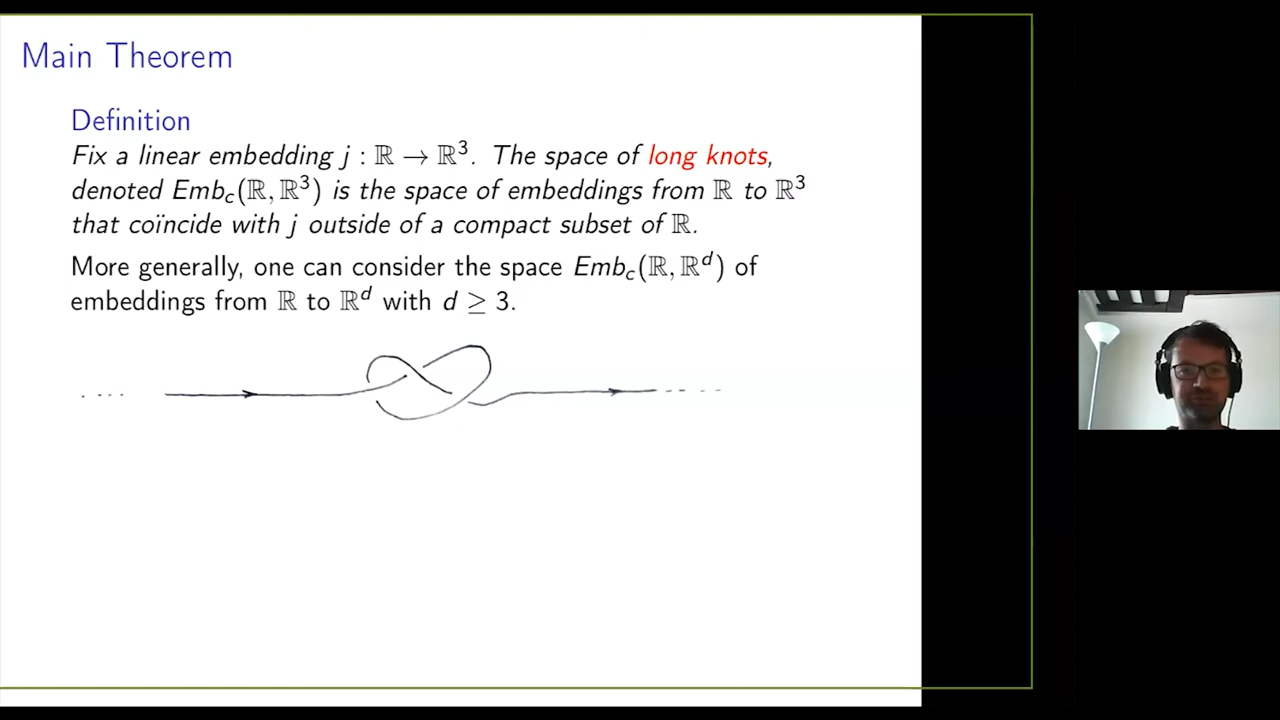 Main Theorem
Definition
Fix a linear embedding j : ℝ → ℝ³. The space of long knots,
denoted Emb_c(ℝ, ℝ³) is the space of embeddings from ℝ to ℝ³
that coïncide with j outside of a compact subset of ℝ.
More generally, one can consider the space Emb_c(ℝ, ℝ^d) of
embeddings from ℝ to ℝ^d with d ≥ 3.